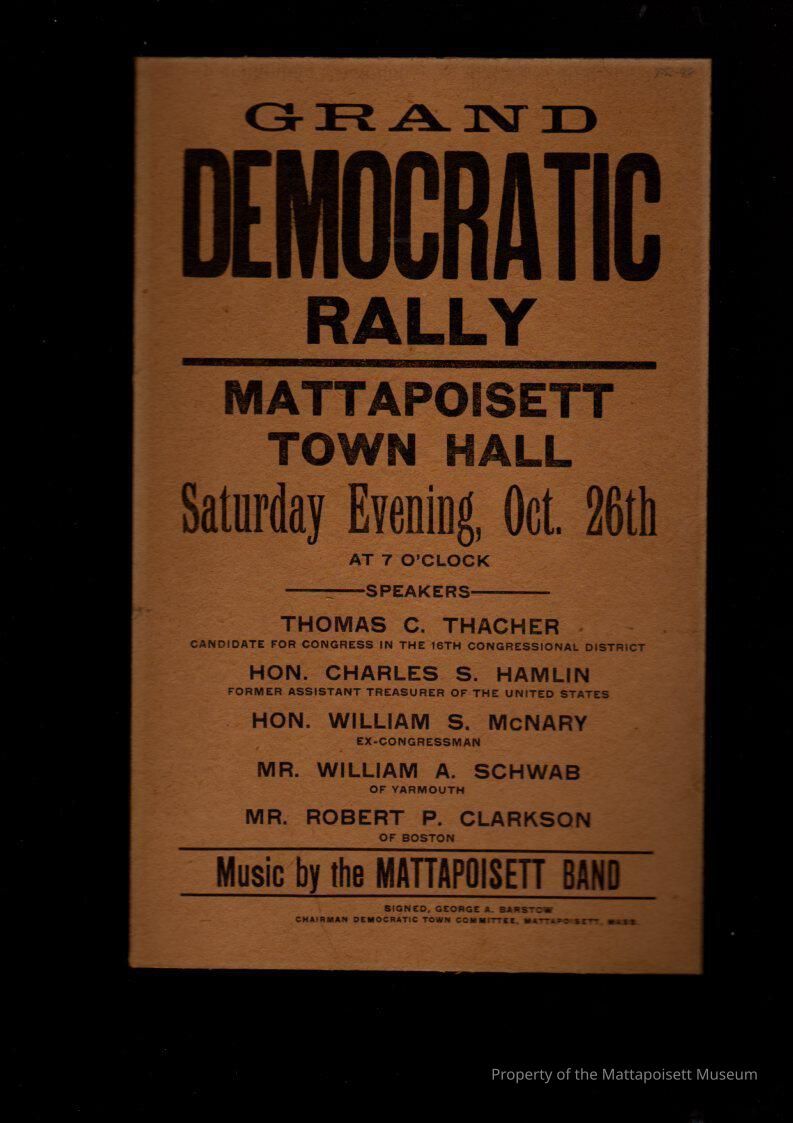 GRAND
DEMOCRATIC
RALLY
MATTAPOISETT
TOWN HALL
Saturday Evening, Oct. 26th
AT 7 O'CLOCK
SPEAKERS
THOMAS C. THACHER
CANDIDATE FOR CONGRESS IN THE 16TH CONGRESSIONAL DISTRICT
HON. CHARLES S. HAMLIN
FORMER ASSISTANT TREASURER OF THE UNITED STATES
HON. WILLIAM S. McNARY
EX-CONGRESSMAN
MR. WILLIAM A. SCHWAB
OF YARMOUTH
MR. ROBERT P. CLARKSON
OF BOSTON
Music by the MATTAPOISETT BAND
SIGNED, GEORGE A. BARSTOW
CHAIRMAN DEMOCRATIC TOWN COMMITTEE, MATTAPOISETT, MASS.
Property of the Mattapoisett Museum